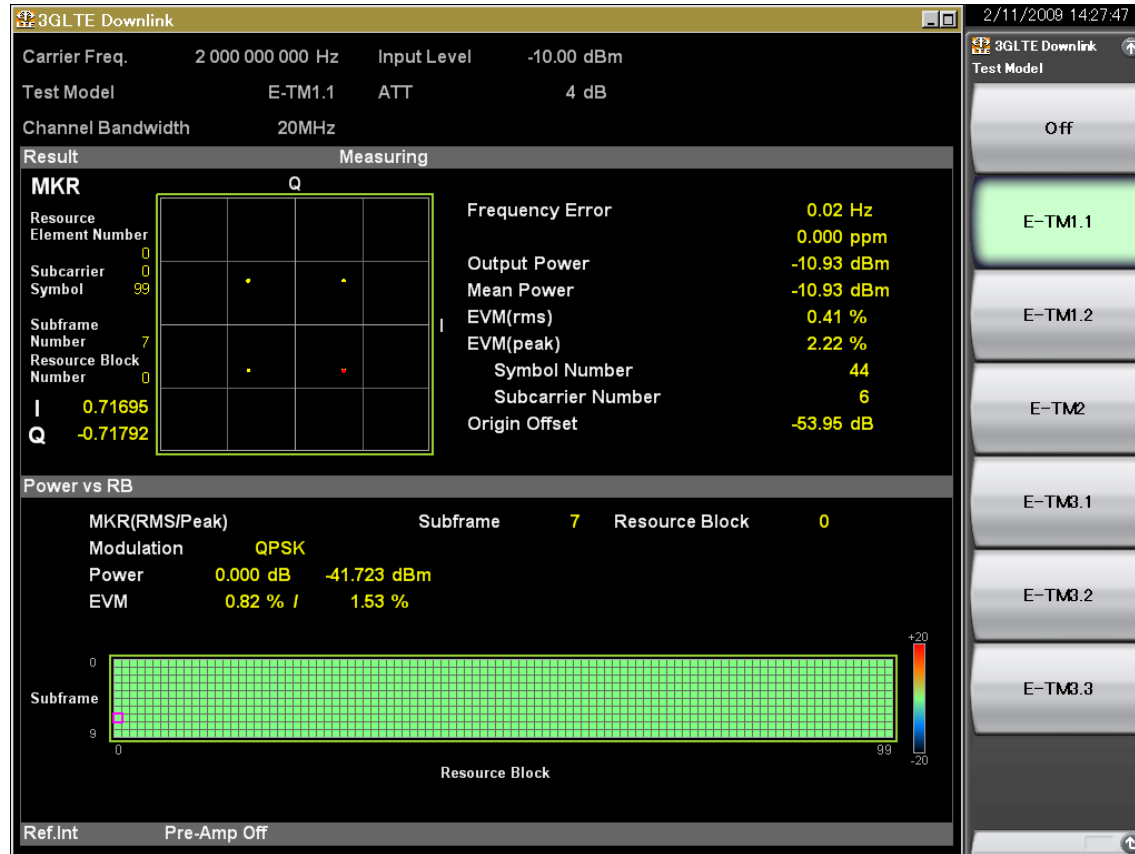 3GLTE Downlink
2/11/2009 14:27:47
Carrier Freq. 2 000 000 000 Hz Input Level -10.00 dBm
Test Model E-TM1.1 ATT 4 dB
Channel Bandwidth 20MHz
Result Measuring
MKR
Resource
Element Number
0
Subcarrier 0
Symbol 99
Subframe
Number 7
Resource Block
Number 0
I 0.71695
Q -0.71792
Q
I
Frequency Error 0.02 Hz
0.000 ppm
Output Power -10.93 dBm
Mean Power -10.93 dBm
EVM(rms) 0.41 %
EVM(peak) 2.22 %
Symbol Number 44
Subcarrier Number 6
Origin Offset -53.95 dB
Power vs RB
MKR(RMS/Peak) Subframe 7 Resource Block 0
Modulation QPSK
Power 0.000 dB -41.723 dBm
EVM 0.82 % / 1.53 %
+20
0
Subframe
9
0 99
-20
Resource Block
Ref.Int Pre-Amp Off
3GLTE Downlink
Test Model
Off
E-TM1.1
E-TM1.2
E-TM2
E-TM3.1
E-TM3.2
E-TM3.3